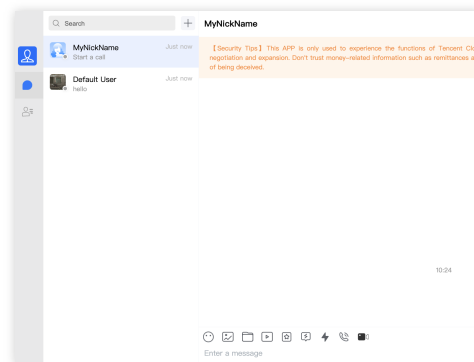 Search
MyNickName
MyNickName
Just now
Start a call
Default User
Just now
hello
【Security Tips】This APP is only used to experience the functions of Tencent Clo
negotiation and expansion. Don't trust money-related information such as remittances a
of being deceived.
10:24
Enter a message